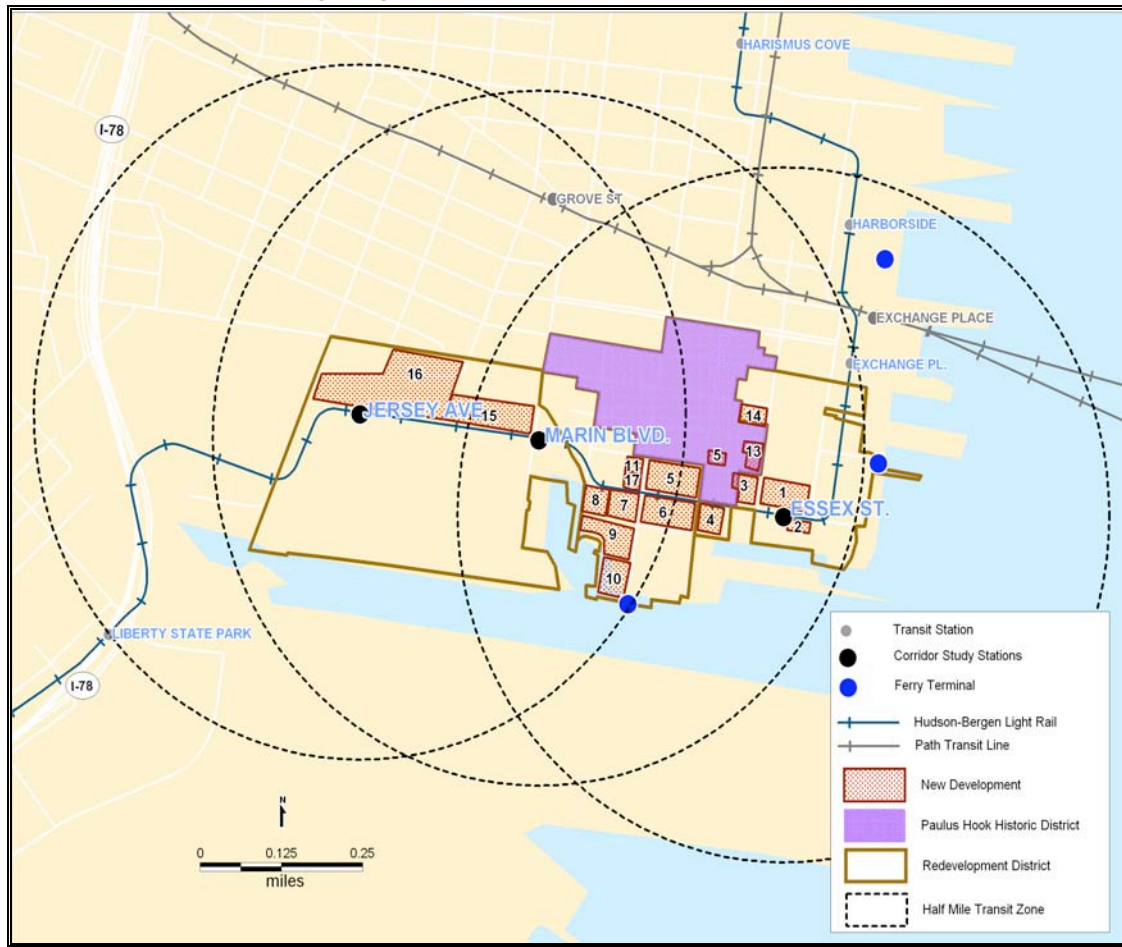 HARISMUS COVE
I-78
GROVE ST
HARBORSIDE
EXCHANGE PLACE
EXCHANGE PL.
16
JERSEY AVE
15
14
MARIN BLVD.
5
13
11
17
5
3
1
8
7
6
4
ESSEX ST.
2
9
10
LIBERTY STATE PARK
I-78
N
0 0.125 0.25
miles
Transit Station
Corridor Study Stations
Ferry Terminal
Hudson-Bergen Light Rail
Path Transit Line
New Development
Paulus Hook Historic District
Redevelopment District
Half Mile Transit Zone